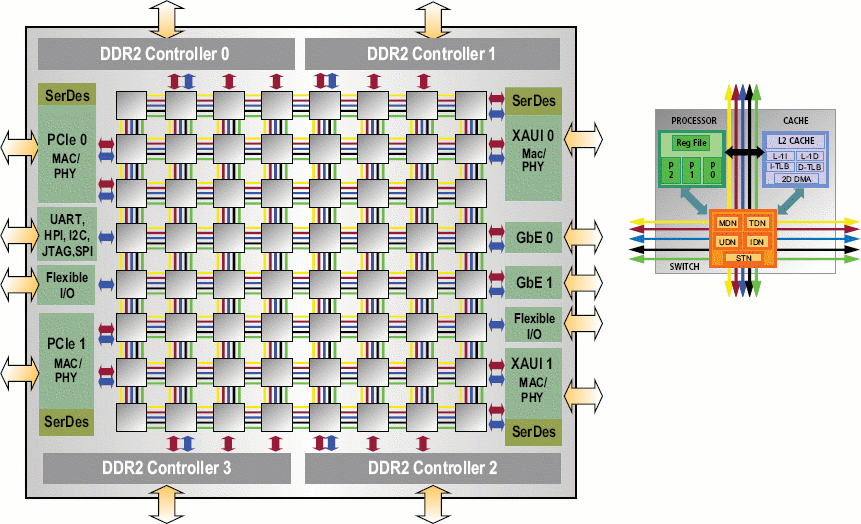 DDR2 Controller 0
DDR2 Controller 1
SerDes
PCIe 0
MAC/
PHY
UART,
HPI, I2C,
JTAG,SPI
Flexible
I/O
PCIe 1
MAC/
PHY
SerDes
SerDes
XAUI 0
Mac/
PHY
GbE 0
GbE 1
Flexible
I/O
XAUI 1
MAC/
PHY
SerDes
DDR2 Controller 3
DDR2 Controller 2
PROCESSOR
CACHE
Reg File
P
2
P
1
P
0
L2 CACHE
L-1I
L-1D
I-TLB
D-TLB
2D DMA
MDN
TDN
UDN
IDN
STN
SWITCH